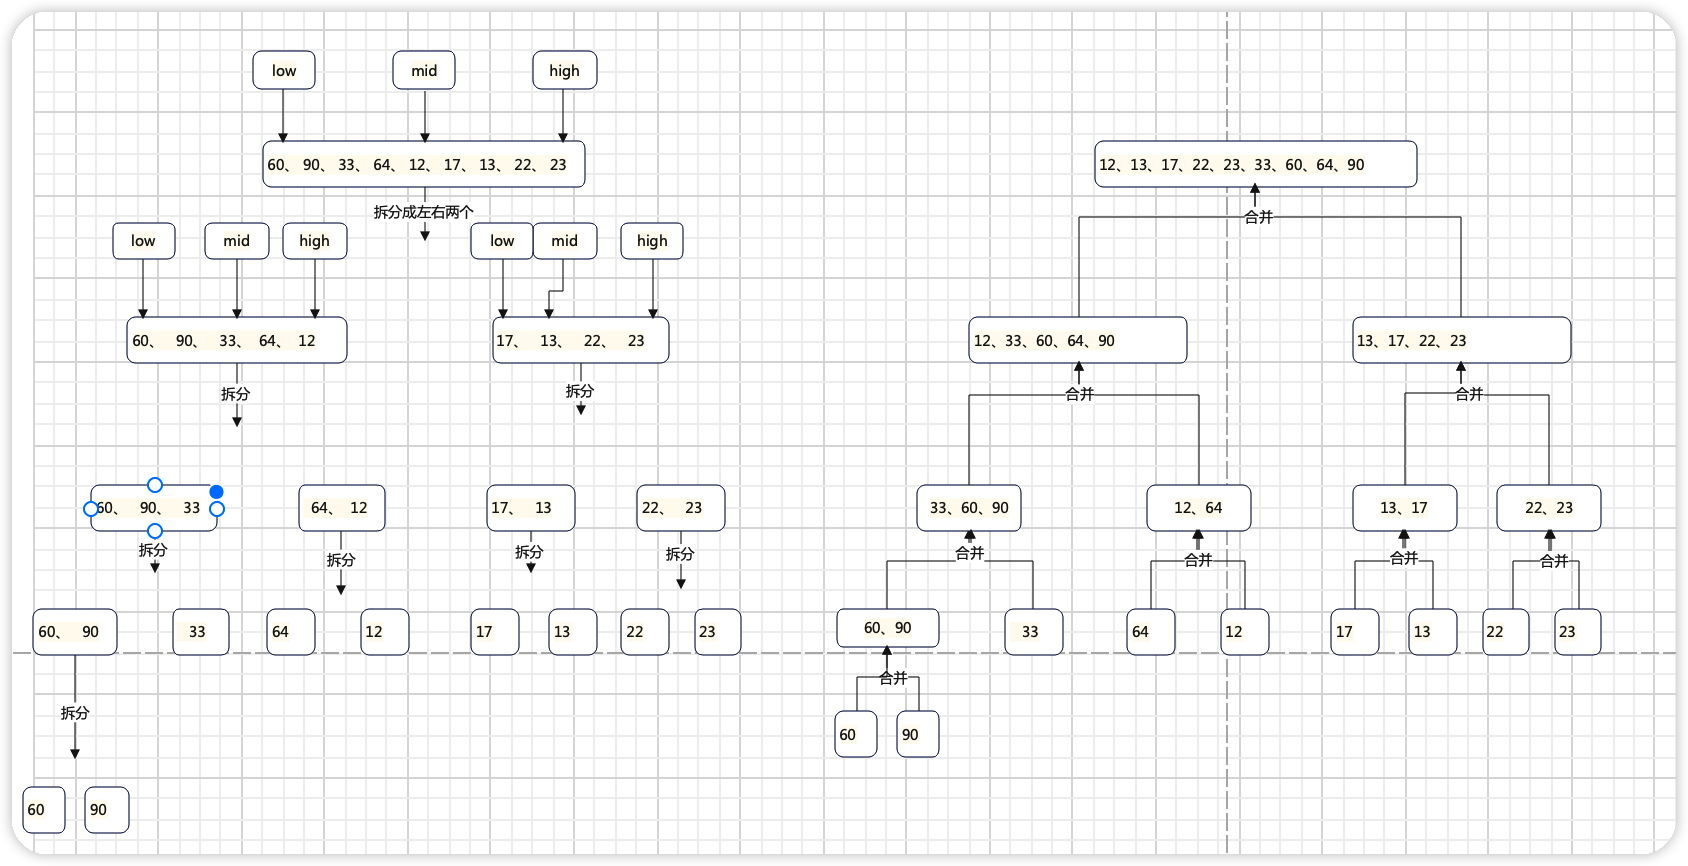 low
mid
high
60、 90、 33、 64、 12、 17、 13、 22、 23
拆分成左右两个
low
mid
high
low
mid
high
60、 90、 33、 64、 12
17、 13、 22、 23
拆分
拆分
60、 90、 33
64、 12
17、 13
22、 23
拆分
拆分
拆分
拆分
60、 90
33
64
12
17
13
22
23
拆分
60
90
12、13、17、22、23、33、60、64、90
合并
12、33、60、64、90
13、17、22、23
合并
合并
33、60、90
12、64
13、17
22、23
合并
合并
合并
合并
60、90
33
64
12
17
13
22
23
合并
60
90